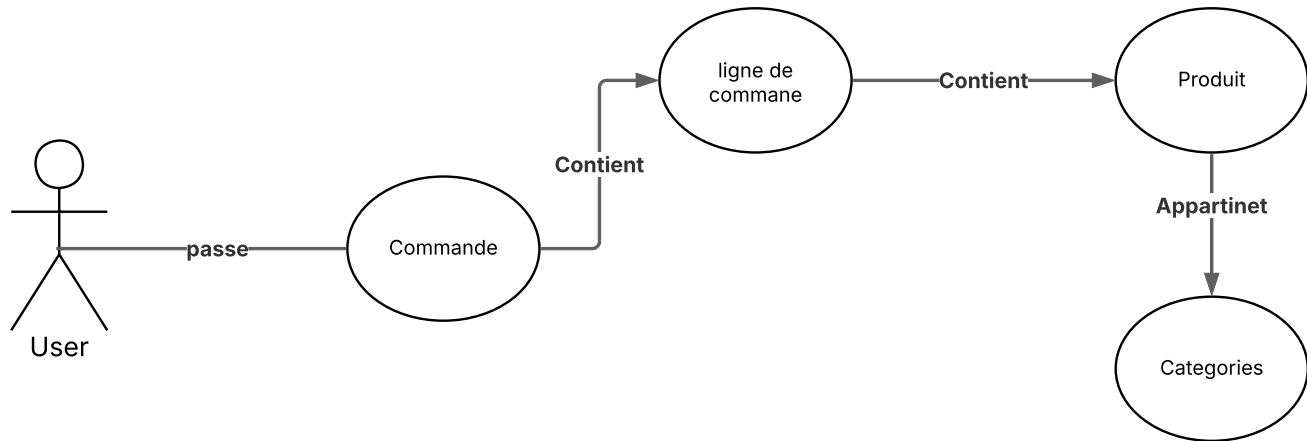 ligne de
commane
Contient
Produit
Contient
Appartinet
Commande
passe
User
Categories